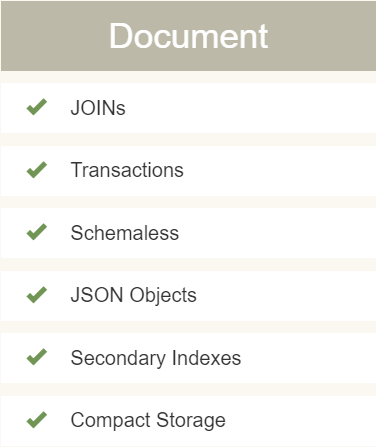 Document
JOINs
Transactions
Schemaless
JSON Objects
Secondary Indexes
Compact Storage